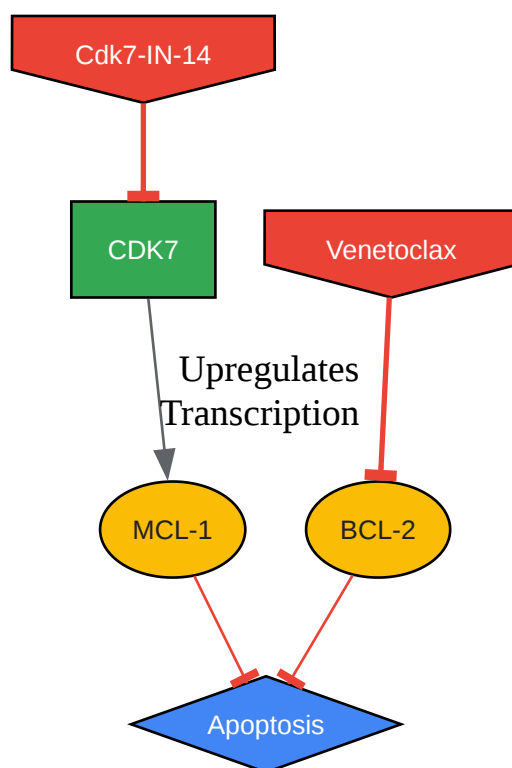 Cdk7-IN-14
CDK7
Venetoclax
Upregulates
Transcription
MCL-1
BCL-2
Apoptosis